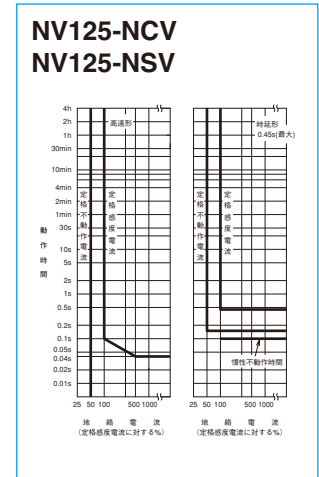 NV125-NCV
NV125-NSV
4h
2h
1h
30min
10min
4min
2min
1min
30s
10s
5s
2s
1s
0.5s
0.2s
0.1s
0.05s
0.04s
0.02s
0.01s
動作時間
高速形
定格不動作電流
定格感度電流
25 50 100 500 1000
地絡電流
(定格感度電流に対する%)
時延形
0.45s(最大)
定格不動作電流
定格感度電流
慣性不動作時間
25 50 100 500 1000
地絡電流
(定格感度電流に対する%)